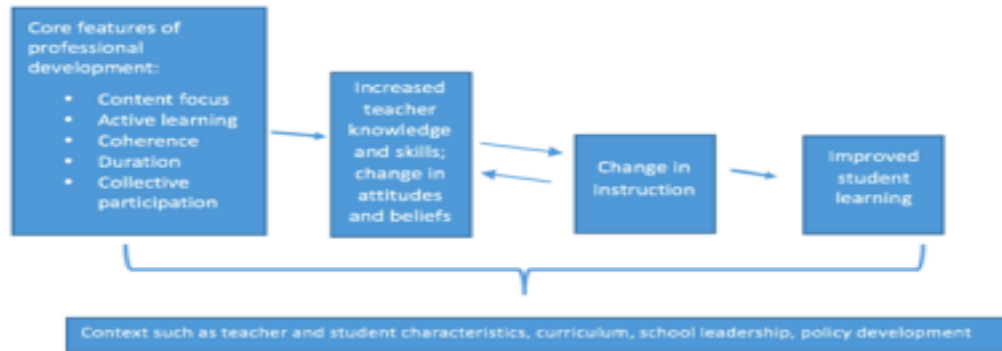 Core features of
professional
development:
• Content focus
• Active learning
• Coherence
• Duration
• Collective
participation
Increased
teacher
knowledge
and skills;
change in
attitudes
and beliefs
Change in
Instruction
Improved
student
learning
Context such as teacher and student characteristics, curriculum, school leadership, policy development